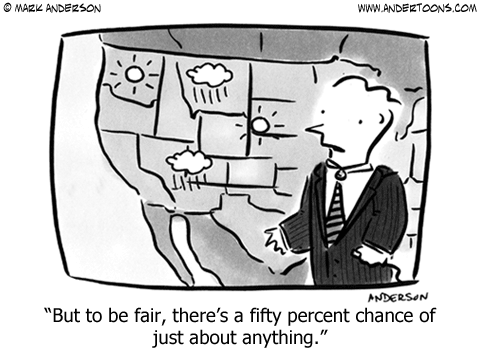 © MARK ANDERSON
WWW.ANDERTOONS.COM
ANDERSON
“But to be fair, there’s a fifty percent chance of
just about anything.”